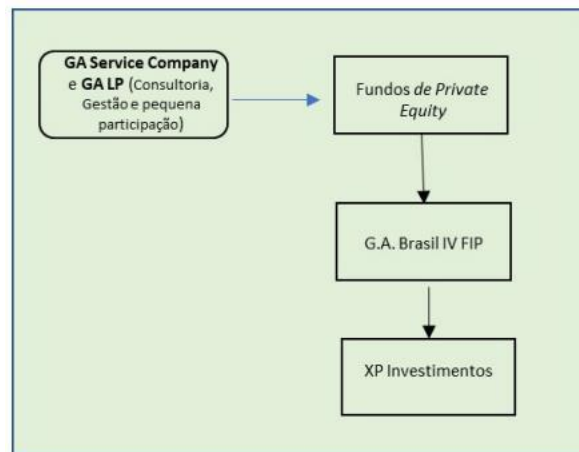 GA Service Company
e GA LP (Consultoria,
Gestão e pequena
participação)
Fundos de Private
Equity
G.A. Brasil IV FIP
XP Investimentos